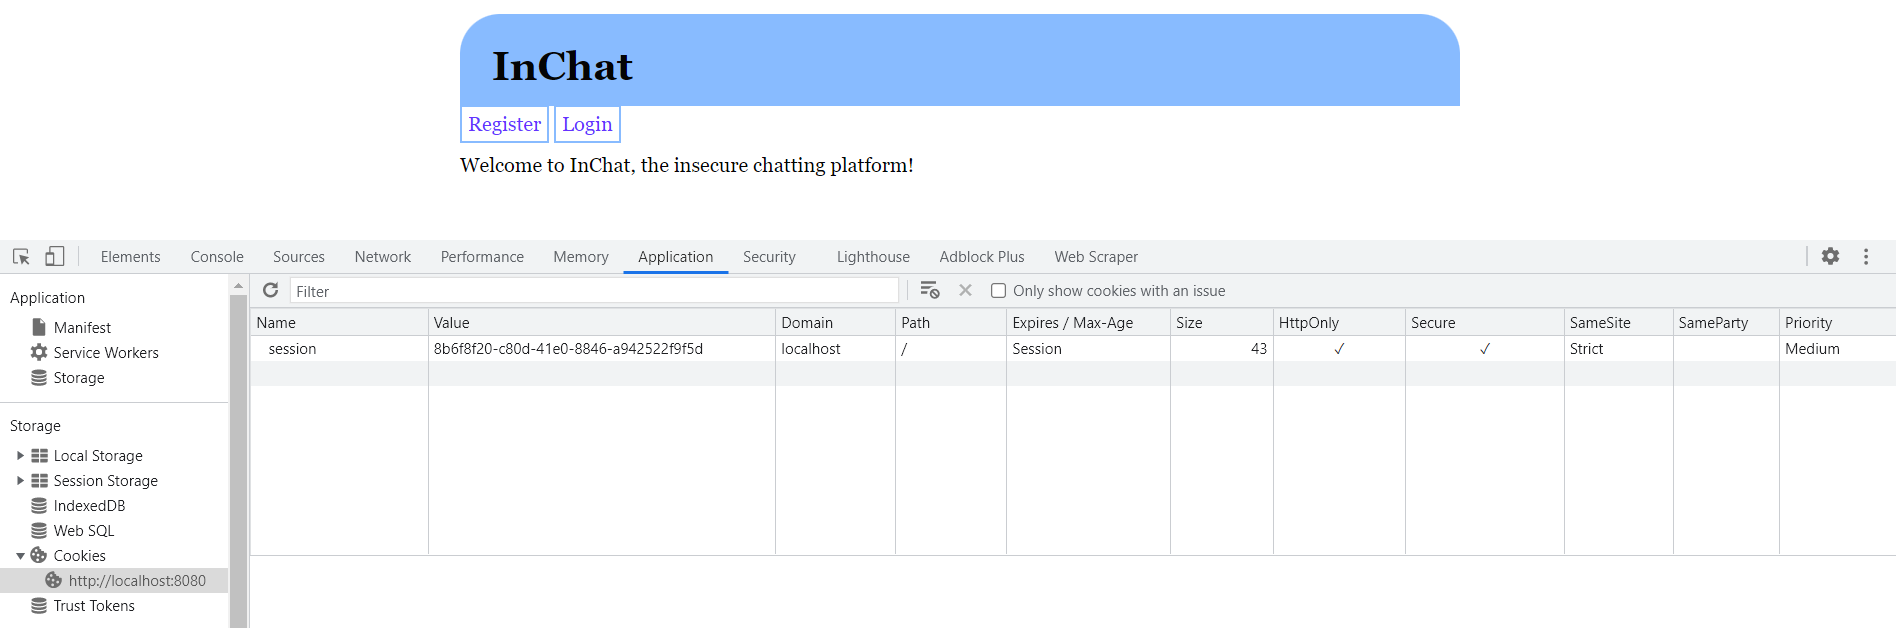 InChat
Register Login
Welcome to InChat, the insecure chatting platform!
Elements Console Sources Network Performance Memory Application Security Lighthouse Adblock Plus Web Scraper
Application
Manifest
Service Workers
Storage
Storage
Local Storage
Session Storage
IndexedDB
Web SQL
Cookies
http://localhost:8080
Trust Tokens
Filter Only show cookies with an issue
Name Value Domain Path Expires / Max-Age Size HttpOnly Secure SameSite SameParty Priority
session 8b6f8f20-c80d-41e0-8846-a942522f9f5d localhost / Session 43 ✓ ✓ Strict Medium